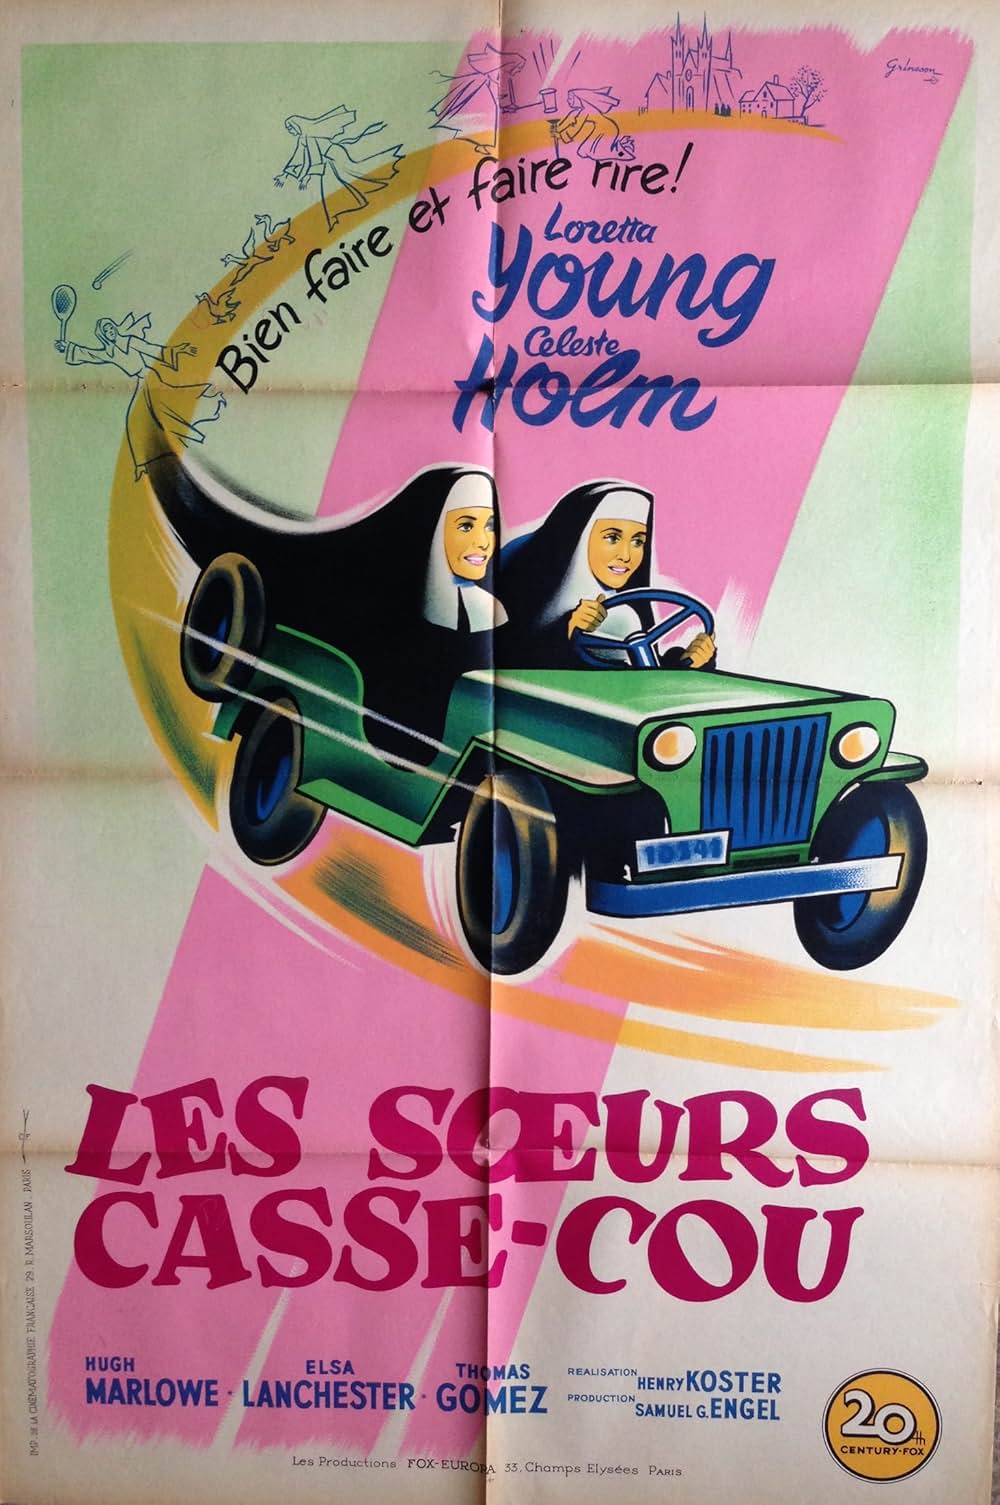 Grinsson
Bien faire et faire rire!
Loretta
Young
Celeste
Holm
LES SŒURS
CASSE-COU
HUGH
MARLOWE · 
ELSA
LANCHESTER ·
THOMAS
GOMEZ
REALISATION HENRY KOSTER
PRODUCTION SAMUEL G. ENGEL
20th
CENTURY-FOX
Les Productions FOX-EUROPA 33, Champs Elysées PARIS
IMP. DE LA CINEMATOGRAPHIE FRANÇAISE 29. R. MARSOULAN. PARIS